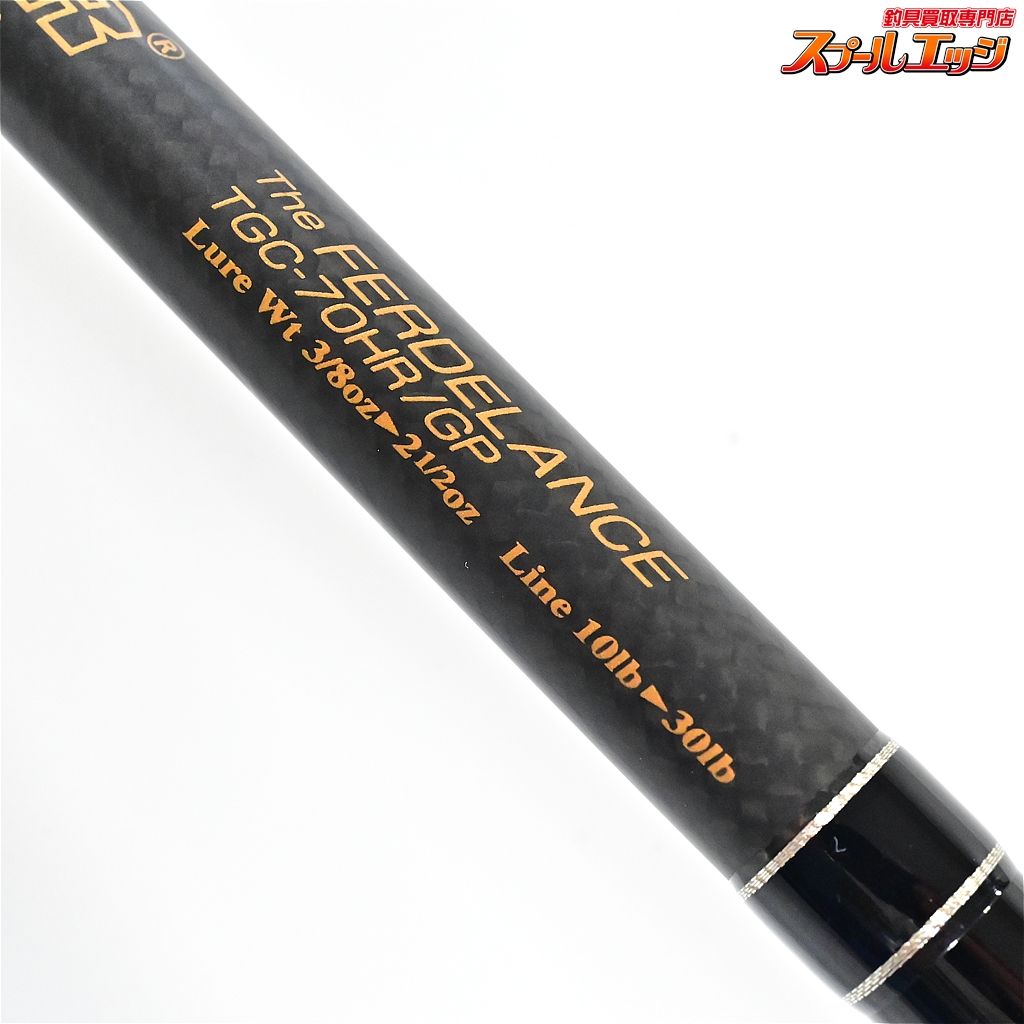 釣具買取専門店
スプールエッジ
®
The FERDELANCE
TGC-70HR/GP
Lure Wt 3/8oz▶21/2oz
Line 10lb▶30lb